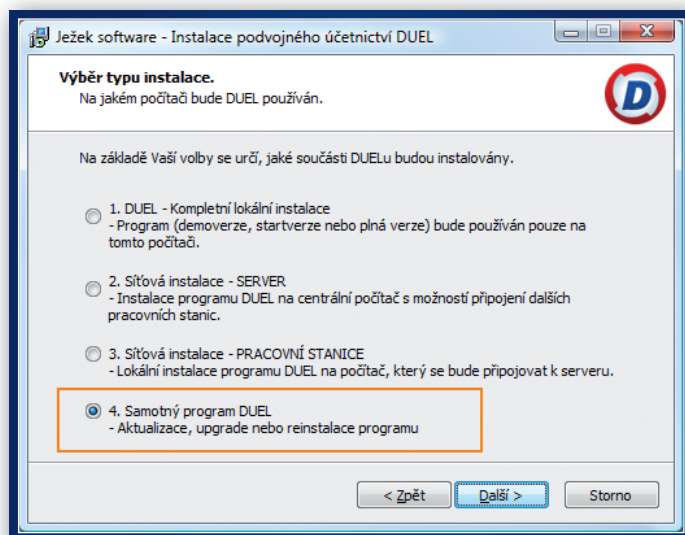 Ježek software - Instalace podvojného účetnictví DUEL
Výběr typu instalace.
Na jakém počítači bude DUEL používán.
D
Na základě Vaší volby se určí, jaké součásti DUELu budou instalovány.
1. DUEL - Kompletní lokální instalace
- Program (demoverze, startverze nebo plná verze) bude používán pouze na
tomto počítači.
2. Síťová instalace - SERVER
- Instalace programu DUEL na centrální počítač s možností připojení dalších
pracovních stanic.
3. Síťová instalace - PRACOVNÍ STANICE
- Lokální instalace programu DUEL na počítač, který se bude připojovat k serveru.
4. Samotný program DUEL
- Aktualizace, upgrade nebo reinstalace programu
< Zpět
Další >
Storno